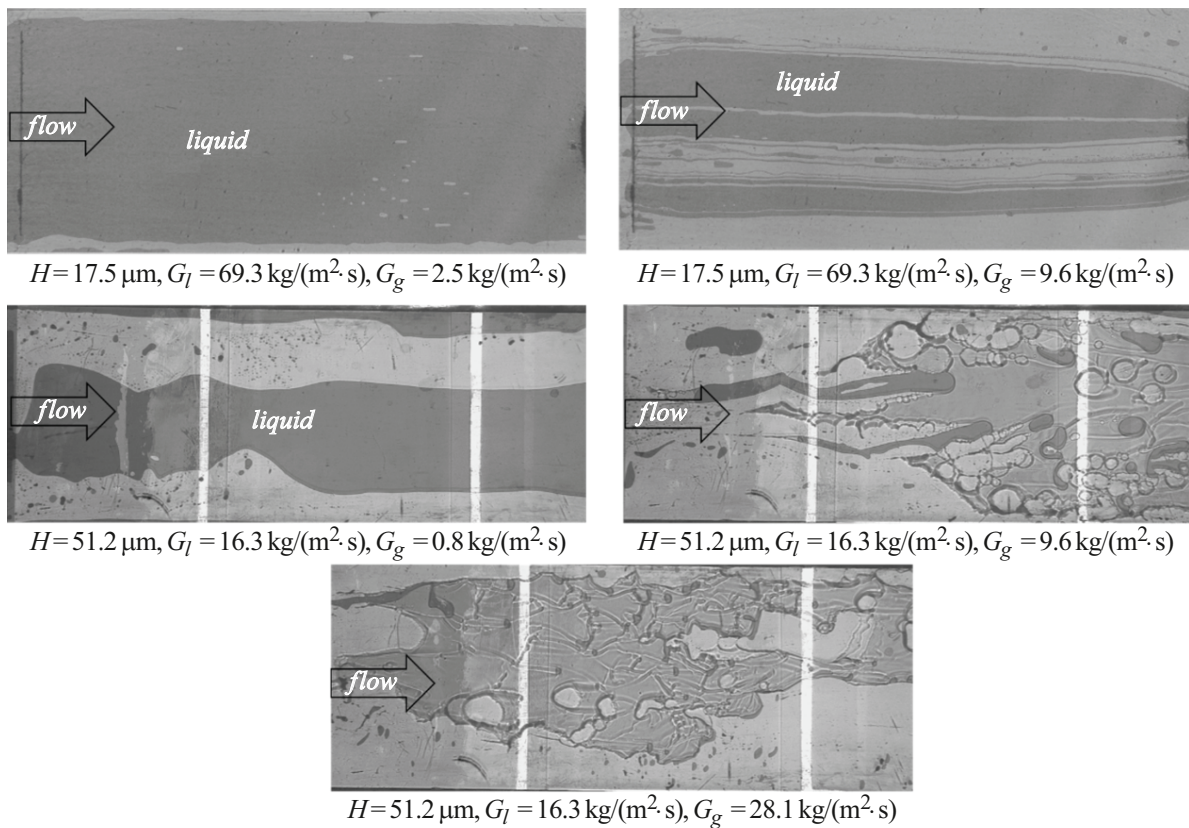 flow
liquid
H = 17.5 μm, G_l = 69.3 kg/(m²· s), G_g = 2.5 kg/(m²· s)
flow
liquid
H = 17.5 μm, G_l = 69.3 kg/(m²· s), G_g = 9.6 kg/(m²· s)
flow
liquid
H = 51.2 μm, G_l = 16.3 kg/(m²· s), G_g = 0.8 kg/(m²· s)
flow
H = 51.2 μm, G_l = 16.3 kg/(m²· s), G_g = 9.6 kg/(m²· s)
flow
H = 51.2 μm, G_l = 16.3 kg/(m²· s), G_g = 28.1 kg/(m²· s)